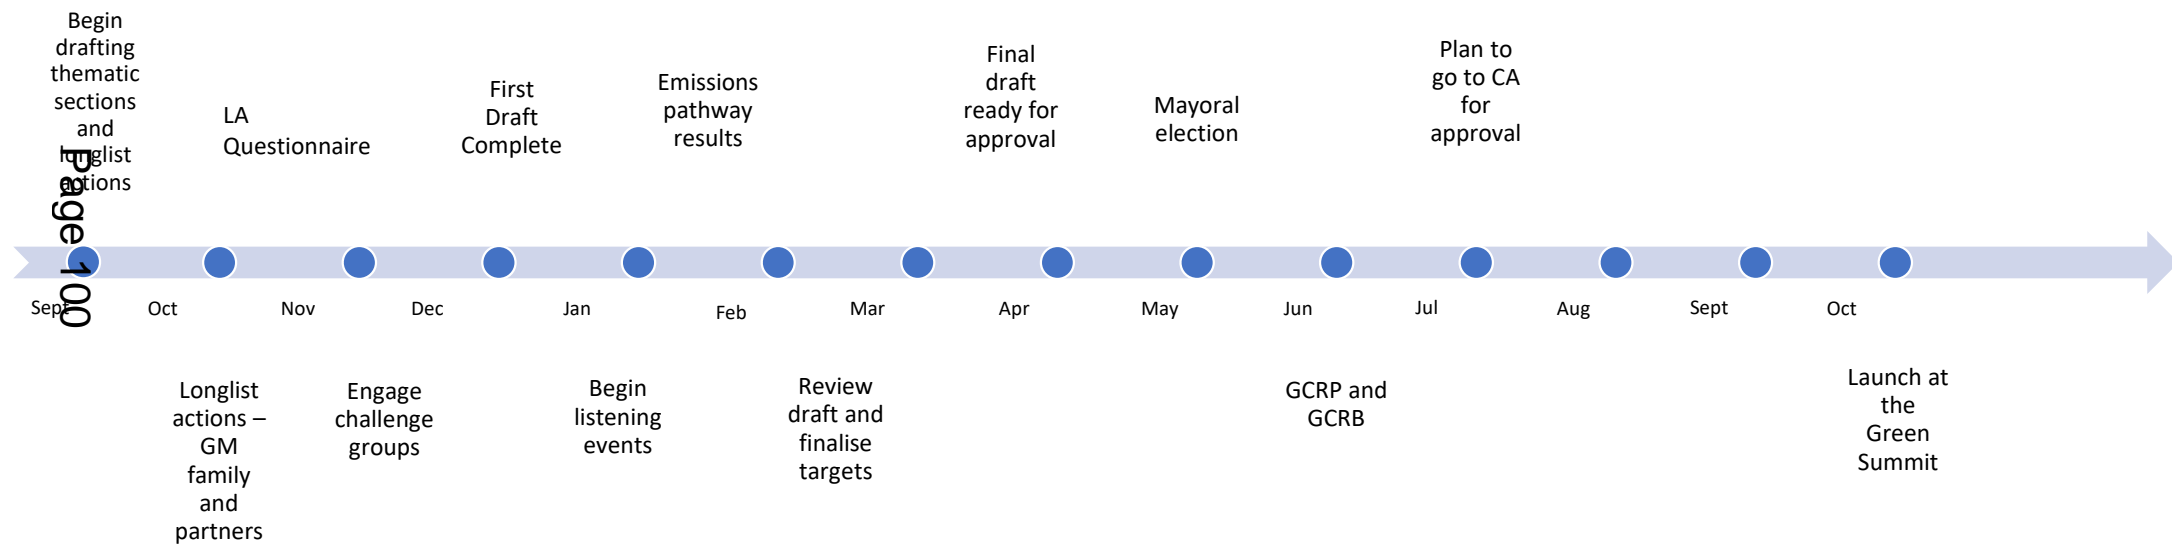 Begin
drafting
thematic
sections
and
longlist
actions
LA
Questionnaire
First
Draft
Complete
Emissions
pathway
results
Final
draft
ready for
approval
Mayoral
election
Plan to
go to CA
for
approval
Page 100
Sept
Oct
Nov
Dec
Jan
Feb
Mar
Apr
May
Jun
Jul
Aug
Sept
Oct
Longlist
actions –
GM
family
and
partners
Engage
challenge
groups
Begin
listening
events
Review
draft and
finalise
targets
GCRP and
GCRB
Launch at
the
Green
Summit